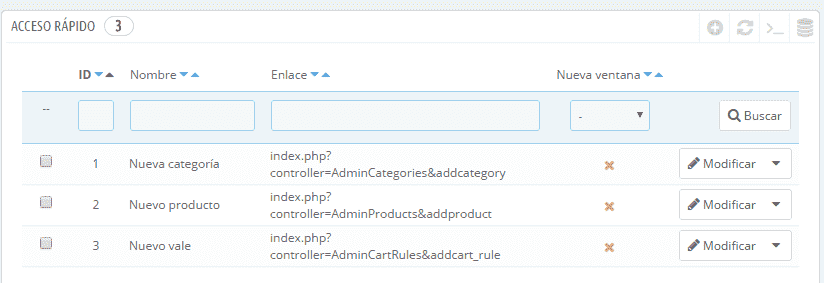 ACCESO RÁPIDO 3
ID Nombre Enlace Nueva ventana
-- - Buscar
1 Nueva categoría index.php? Modificar
controller=AdminCategories&addcategory
2 Nuevo producto index.php? Modificar
controller=AdminProducts&addproduct
3 Nuevo vale index.php? Modificar
controller=AdminCartRules&addcart_rule